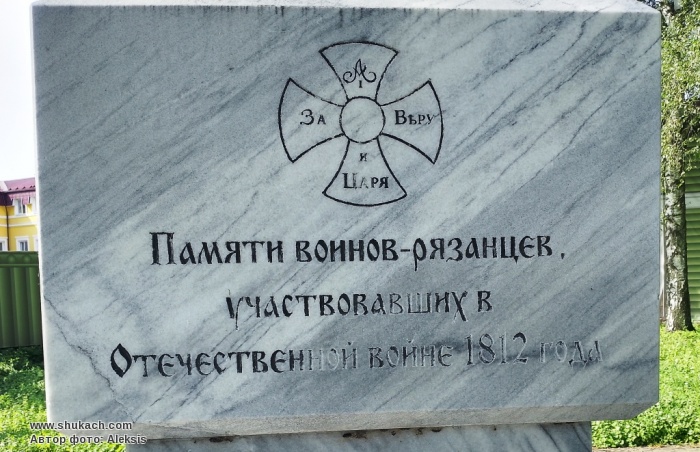 А
I
За Вѣру
и
Царя
Памяти воинов-рязанцев,
участвовавших в
Отечественной войне 1812 года
www.shukach.com
Автор фото: Aleksis